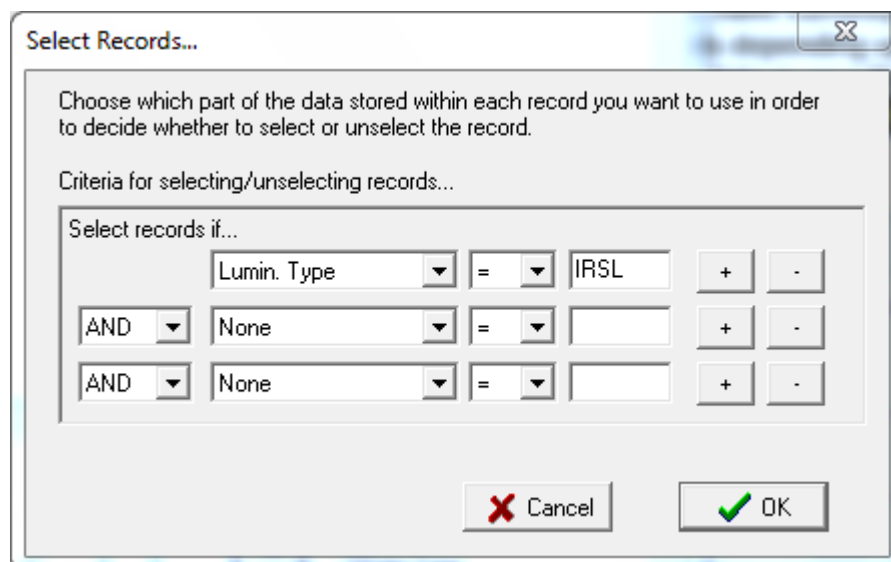 Select Records...
Choose which part of the data stored within each record you want to use in order
to decide whether to select or unselect the record.
Criteria for selecting/unselecting records...
Select records if...
Lumin. Type = IRSL + -
AND None = + -
AND None = + -
Cancel OK